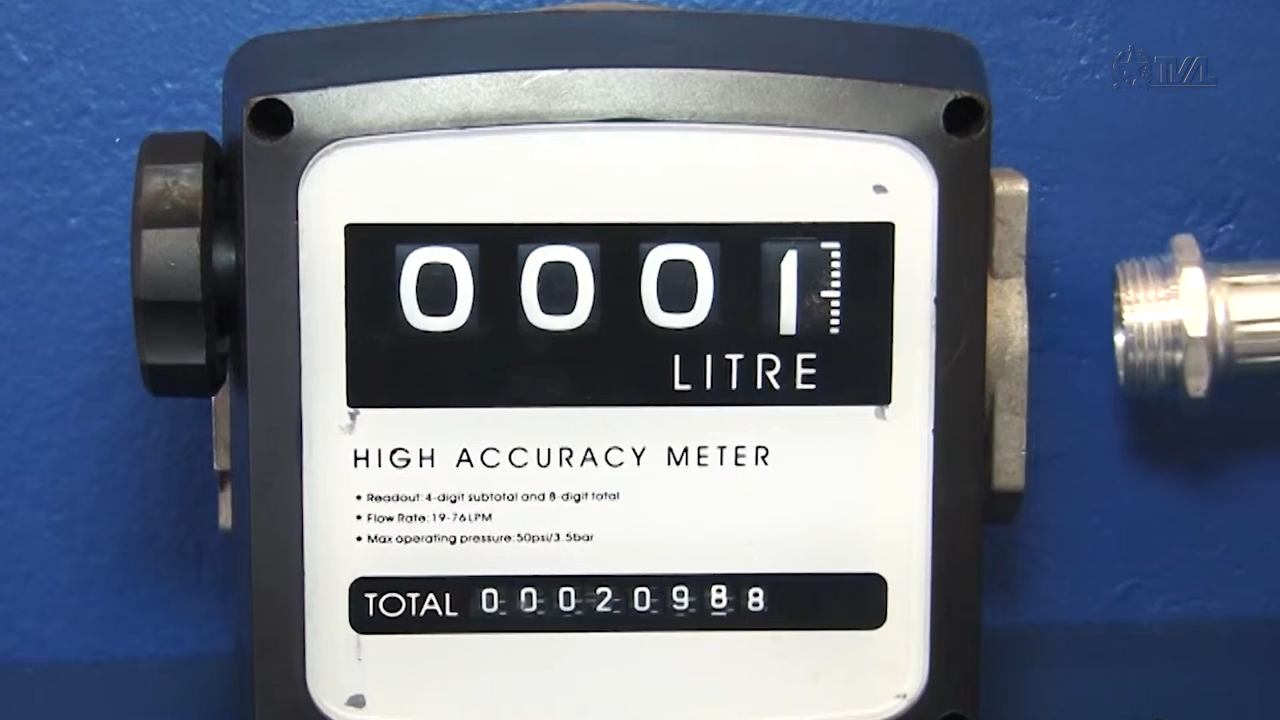 TVL
0001
LITRE
HIGH ACCURACY METER
• Readout: 4-digit subtotal and 8-digit total
• Flow Rate: 19-76 LPM
• Max operating pressure: 50psi/3.5bar
TOTAL 00020988